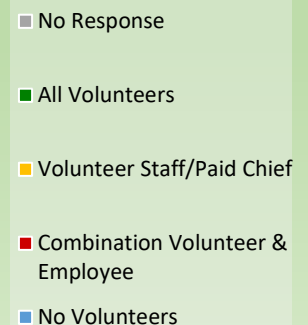 No Response
All Volunteers
Volunteer Staff/Paid Chief
Combination Volunteer &
Employee
No Volunteers